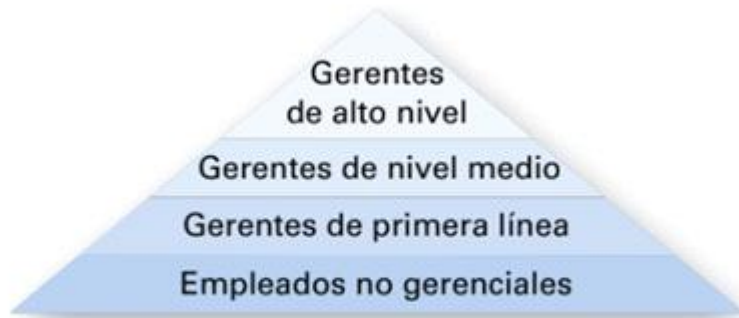 Gerentes
de alto nivel
Gerentes de nivel medio
Gerentes de primera línea
Empleados no gerenciales